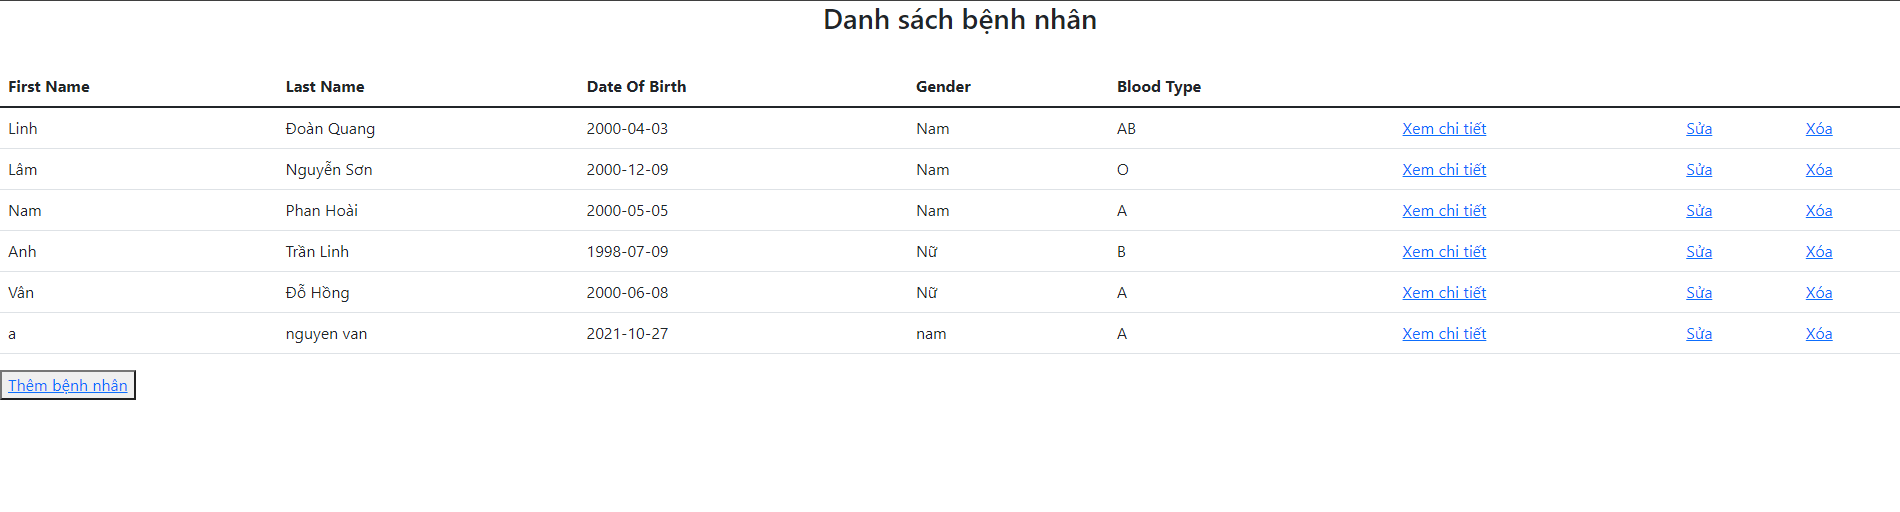 Danh sách bệnh nhân
First Name Last Name Date Of Birth Gender Blood Type
Linh Đoàn Quang 2000-04-03 Nam AB Xem chi tiết Sửa Xóa
Lâm Nguyễn Sơn 2000-12-09 Nam O Xem chi tiết Sửa Xóa
Nam Phan Hoài 2000-05-05 Nam A Xem chi tiết Sửa Xóa
Anh Trần Linh 1998-07-09 Nữ B Xem chi tiết Sửa Xóa
Vân Đỗ Hồng 2000-06-08 Nữ A Xem chi tiết Sửa Xóa
a nguyen van 2021-10-27 nam A Xem chi tiết Sửa Xóa
Thêm bệnh nhân